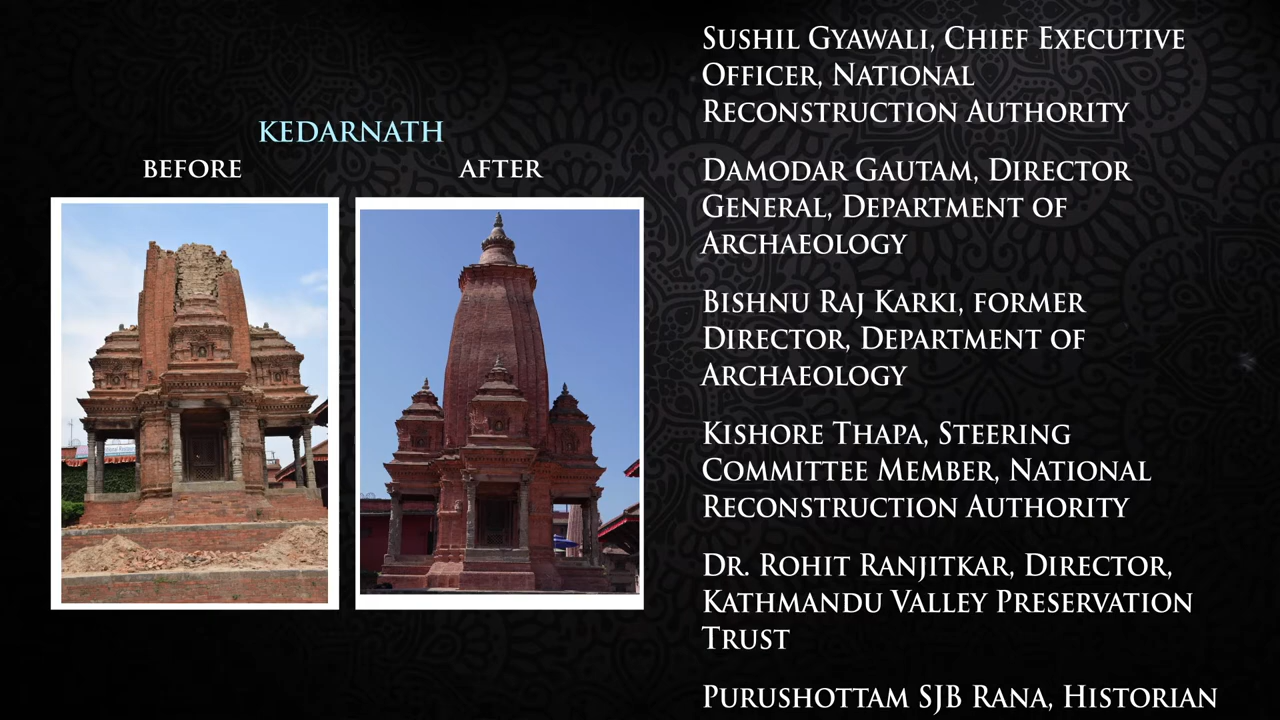 KEDARNATH
BEFORE
AFTER
SUSHIL GYAWALI, CHIEF EXECUTIVE
OFFICER, NATIONAL
RECONSTRUCTION AUTHORITY
DAMODAR GAUTAM, DIRECTOR
GENERAL, DEPARTMENT OF
ARCHAEOLOGY
BISHNU RAJ KARKI, FORMER
DIRECTOR, DEPARTMENT OF
ARCHAEOLOGY
KISHORE THAPA, STEERING
COMMITTEE MEMBER, NATIONAL
RECONSTRUCTION AUTHORITY
DR. ROHIT RANJITKAR, DIRECTOR,
KATHMANDU VALLEY PRESERVATION
TRUST
PURUSHOTTAM SJB RANA, HISTORIAN